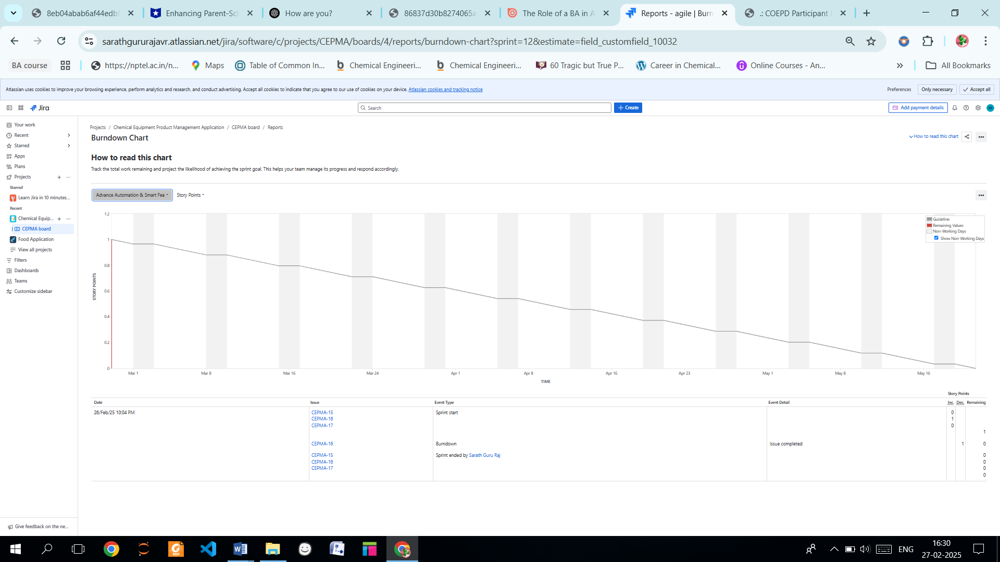 8eb04abab6af44edbf
Enhancing Parent-Sch
How are you?
86837d30b8274065a
The Role of a BA in A
Reports - agile | Burn
.: COEPD Participant
sarathgururajavr.atlassian.net/jira/software/c/projects/CEPMA/boards/4/reports/burndown-chart?sprint=12&estimate=field_customfield_10032
BA course
https://nptel.ac.in/n...
Maps
Table of Common In...
Chemical Engineeri...
Chemical Engineeri...
60 Tragic but True P...
Career in Chemical...
Online Courses - An...
All Bookmarks
Atlassian uses cookies to improve your browsing experience, perform analytics and research, and conduct advertising. Accept all cookies to indicate that you agree to our use of cookies on your device. Atlassian cookies and tracking notice
Preferences
Only necessary
Accept all
Jira
Search
Create
Add payment details
SR
Your work
Recent
Starred
Apps
Plans
Projects
Starred
Learn Jira in 10 minutes...
Recent
Chemical Equip...
CEPMA board
Food Application
View all projects
Filters
Dashboards
Teams
Customize sidebar
Give feedback on the ne...
Projects / Chemical Equipment Product Management Application / CEPMA board / Reports
Burndown Chart
How to read this chart
How to read this chart
Track the total work remaining and project the likelihood of achieving the sprint goal. This helps your team manage its progress and respond accordingly.
Advance Automation & Smart Fea
Story Points
1.2
1
0.8
0.6
0.4
0.2
0
STORY POINTS
Guideline
Remaining Values
Non-Working Days
Show Non-Working Days
Mar 1
Mar 8
Mar 16
Mar 24
Apr 1
Apr 8
Apr 16
Apr 23
May 1
May 8
May 16
TIME
Story Points
Date Issue Event Type Event Detail Inc. Dec. Remaining
26/Feb/25 10:04 PM CEPMA-15 Sprint start 0
CEPMA-16 1
CEPMA-17 0
1
CEPMA-16 Burndown Issue completed 1 0
CEPMA-15 Sprint ended by Sarath Guru Raj 0
CEPMA-16 0
CEPMA-17 0
0
PDF
ENG
16:30
27-02-2025